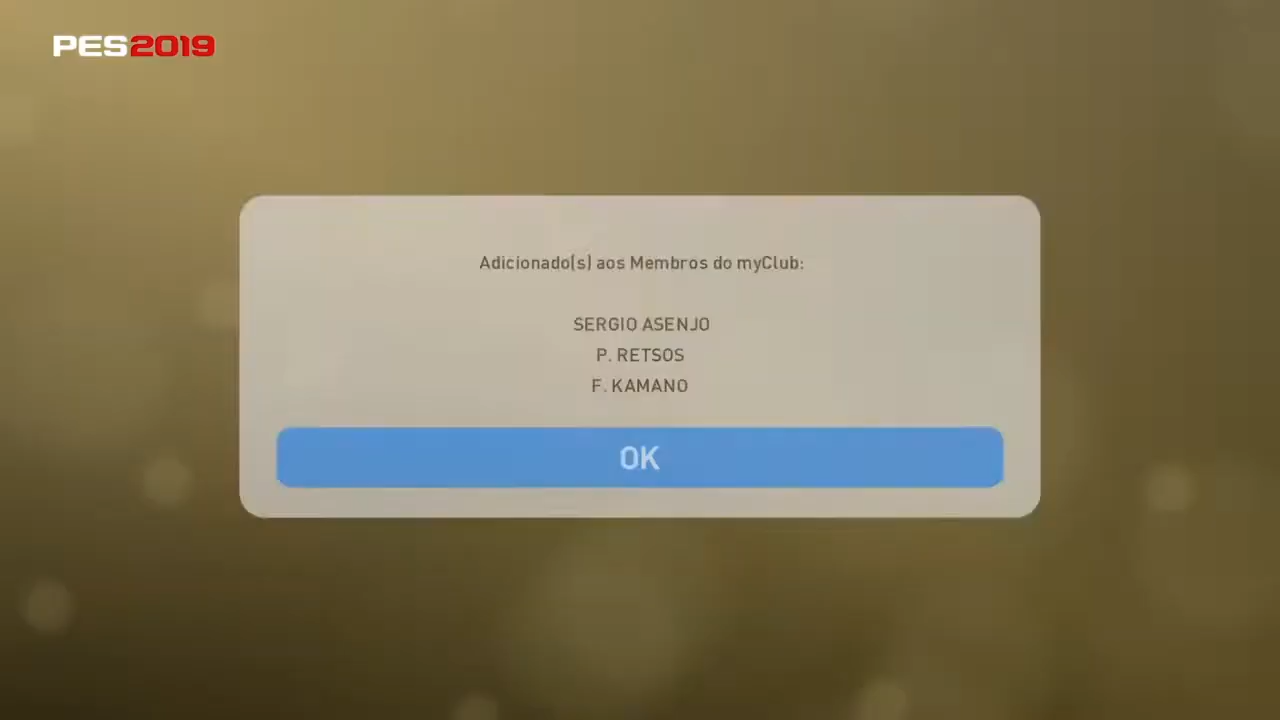 PES2019
Adicionado(s) aos Membros do myClub:
SERGIO ASENJO
P. RETSOS
F. KAMANO
OK